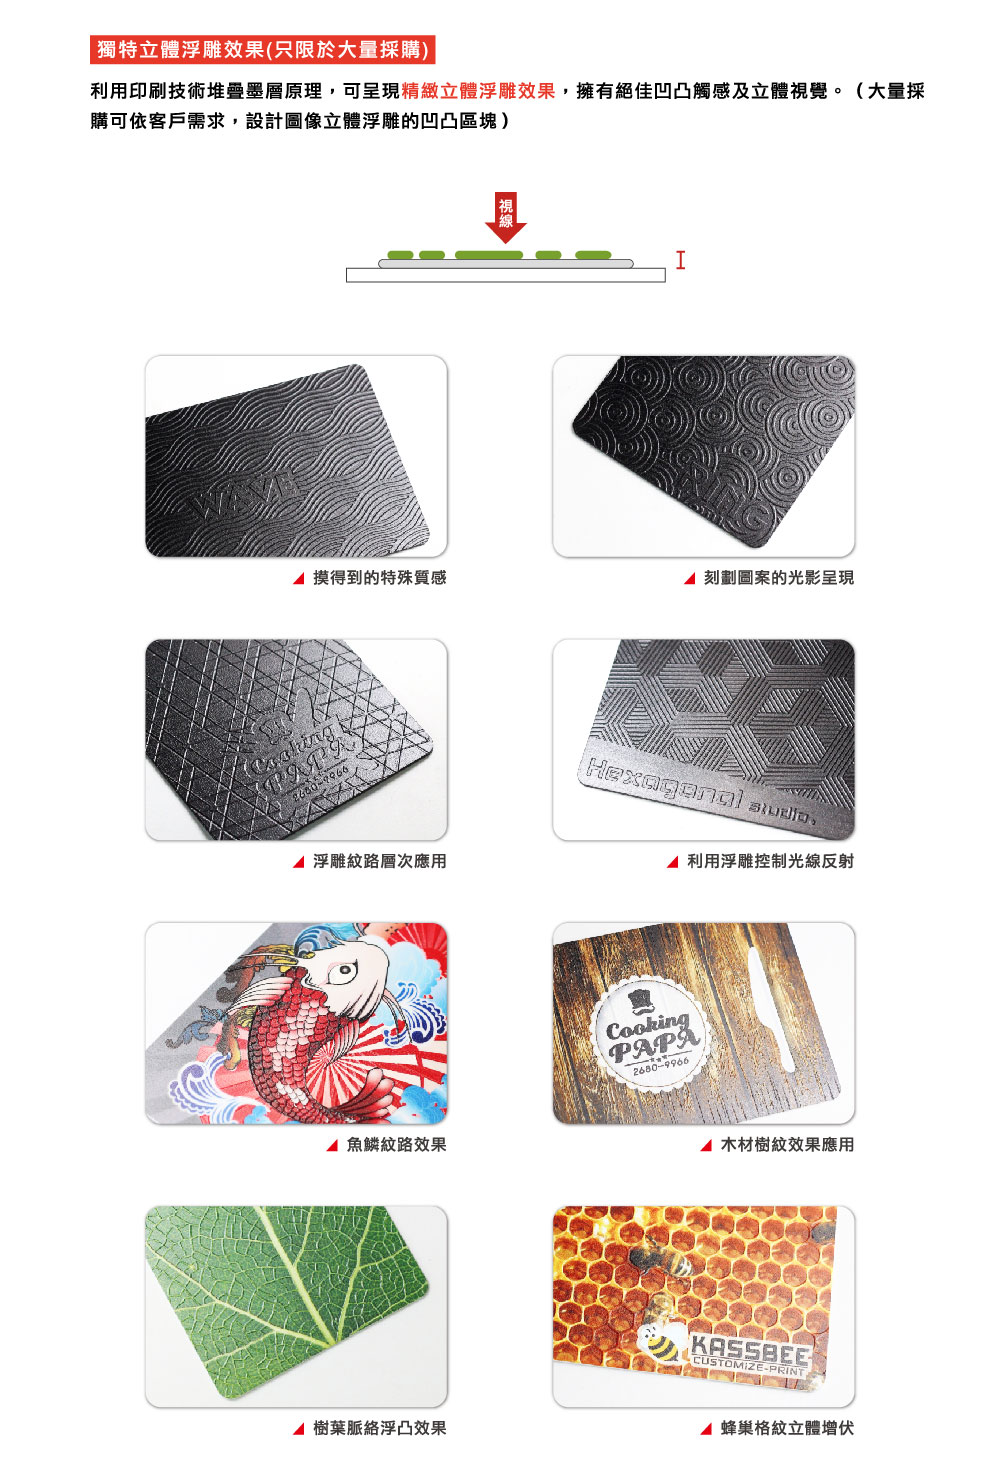 獨特立體浮雕效果(只限於大量採購)
利用印刷技術堆疊墨層原理，可呈現精緻立體浮雕效果，擁有絕佳凹凸觸感及立體視覺。（大量採
購可依客戶需求，設計圖像立體浮雕的凹凸區塊）
視線
WAVE
摸得到的特殊質感
刻劃圖案的光影呈現
Cooking
PAPA
2680-9966
浮雕紋路層次應用
Hexagonal studio.
利用浮雕控制光線反射
魚鱗紋路效果
Cooking
PAPA
2680-9966
木材樹紋效果應用
樹葉脈絡浮凸效果
KASSBEE
CUSTOMIZE-PRINT
蜂巢格紋立體增伏